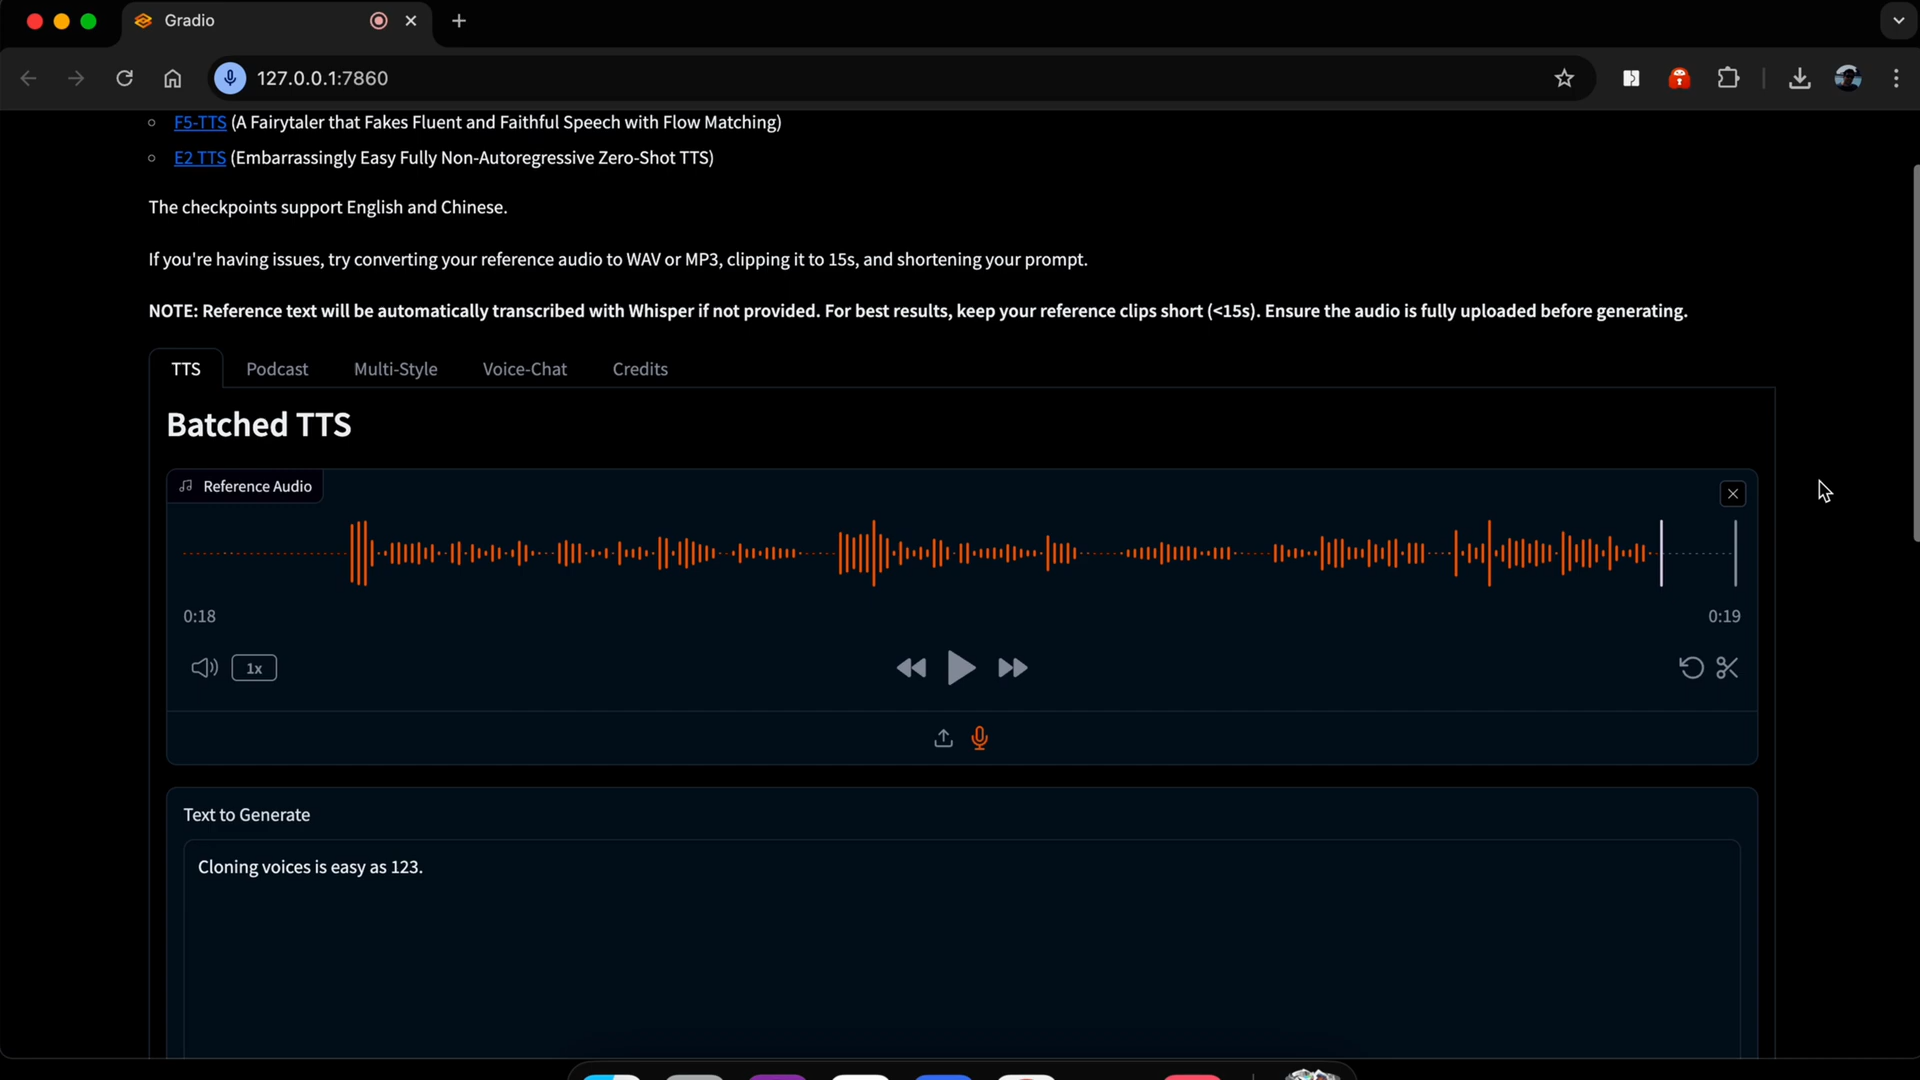 Gradio
127.0.0.1:7860
F5-TTS (A Fairytaler that Fakes Fluent and Faithful Speech with Flow Matching)
E2 TTS (Embarrassingly Easy Fully Non-Autoregressive Zero-Shot TTS)
The checkpoints support English and Chinese.
If you're having issues, try converting your reference audio to WAV or MP3, clipping it to 15s, and shortening your prompt.
NOTE: Reference text will be automatically transcribed with Whisper if not provided. For best results, keep your reference clips short (<15s). Ensure the audio is fully uploaded before generating.
TTS Podcast Multi-Style Voice-Chat Credits
Batched TTS
Reference Audio
0:18 0:19
1x
Text to Generate
Cloning voices is easy as 123.